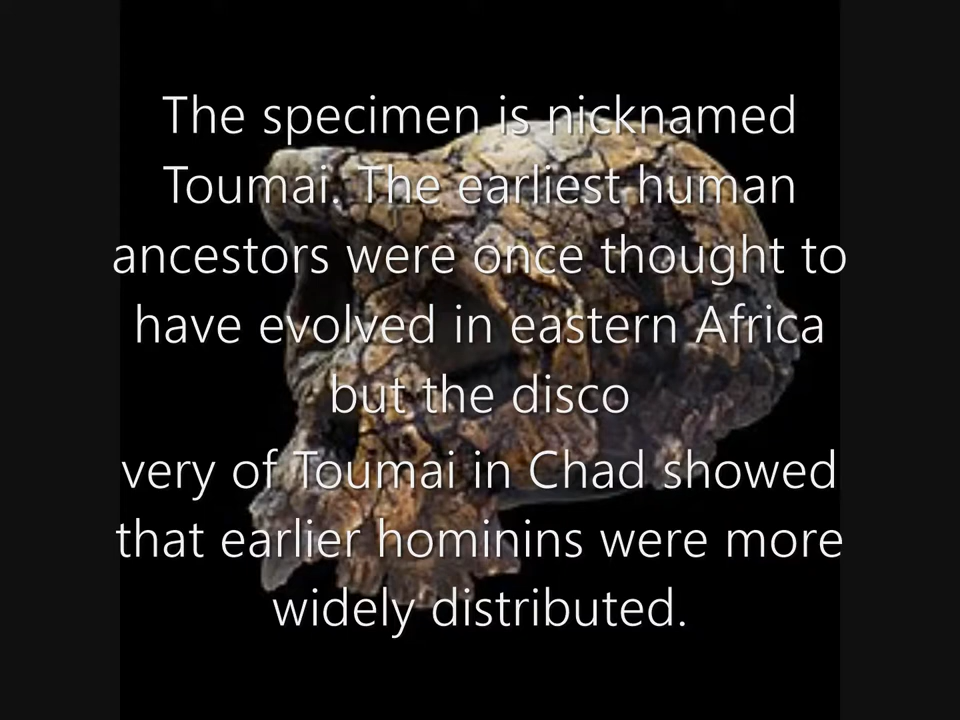 The specimen is nicknamed
Toumai. The earliest human
ancestors were once thought to
have evolved in eastern Africa
but the disco
very of Toumai in Chad showed
that earlier hominins were more
widely distributed.